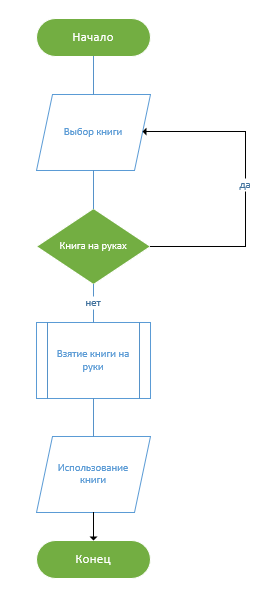 Начало
Выбор книги
да
Книга на руках
нет
Взятие книги на
руки
Использование
книги
Конец